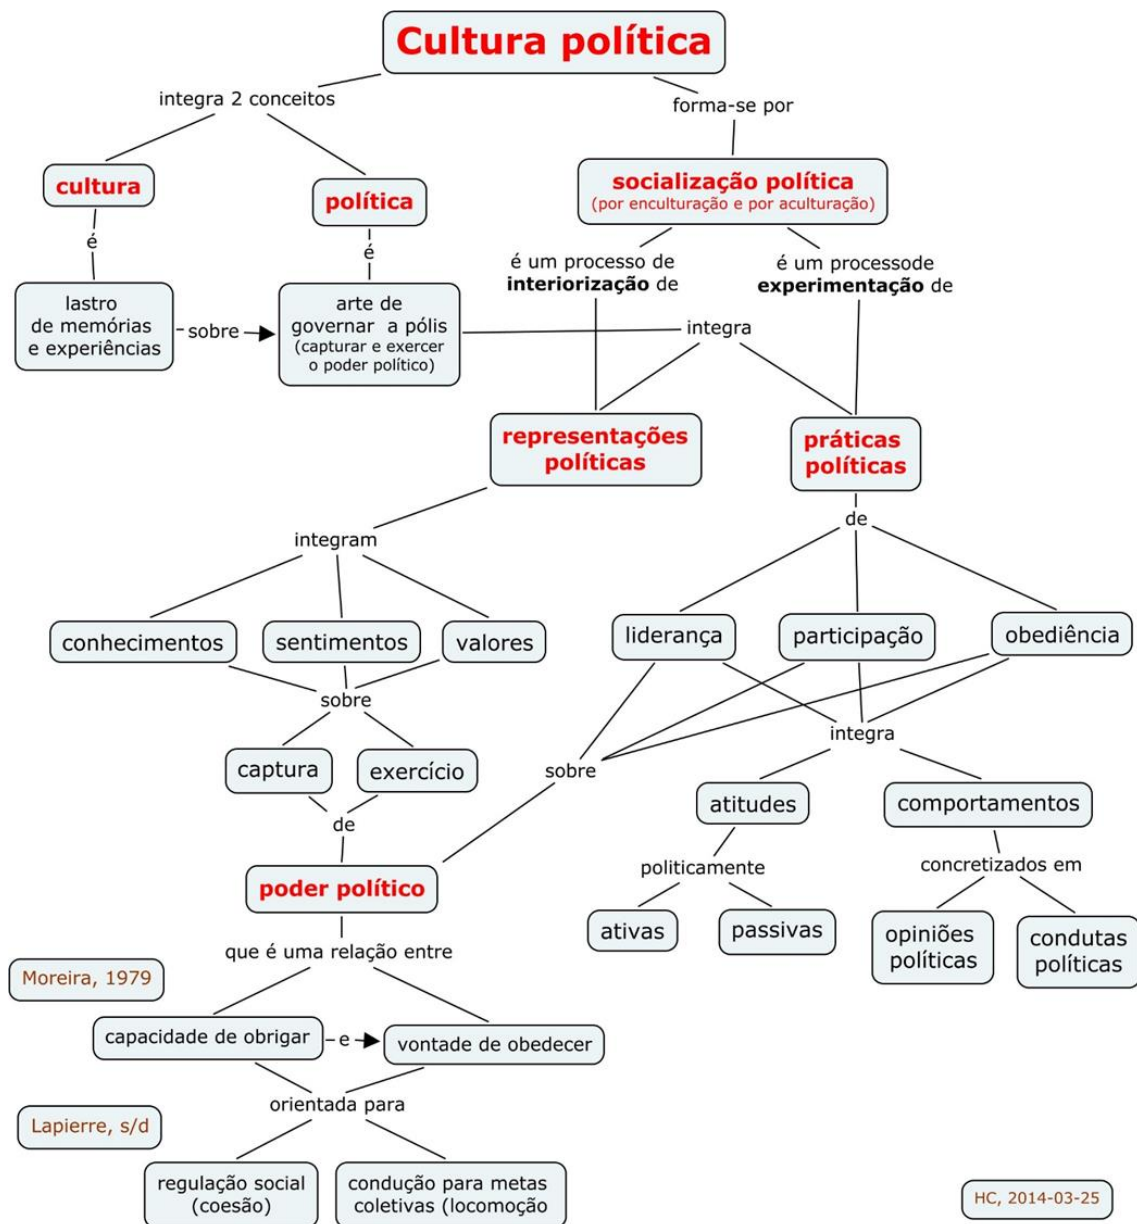 Cultura política
integra 2 conceitos
forma-se por
cultura
política
socialização política
(por enculturação e por aculturação)
é
é
é um processo de
interiorização de
é um processode
experimentação de
lastro
de memórias
e experiências
sobre
arte de
governar a pólis
(capturar e exercer
o poder político)
integra
representações
políticas
práticas
políticas
integram
de
conhecimentos
sentimentos
valores
liderança
participação
obediência
sobre
integra
captura
exercício
sobre
atitudes
comportamentos
de
politicamente
concretizados em
poder político
ativas
passivas
opiniões
políticas
condutas
políticas
que é uma relação entre
Moreira, 1979
capacidade de obrigar
e
vontade de obedecer
orientada para
Lapierre, s/d
regulação social
(coesão)
condução para metas
coletivas (locomoção
HC, 2014-03-25